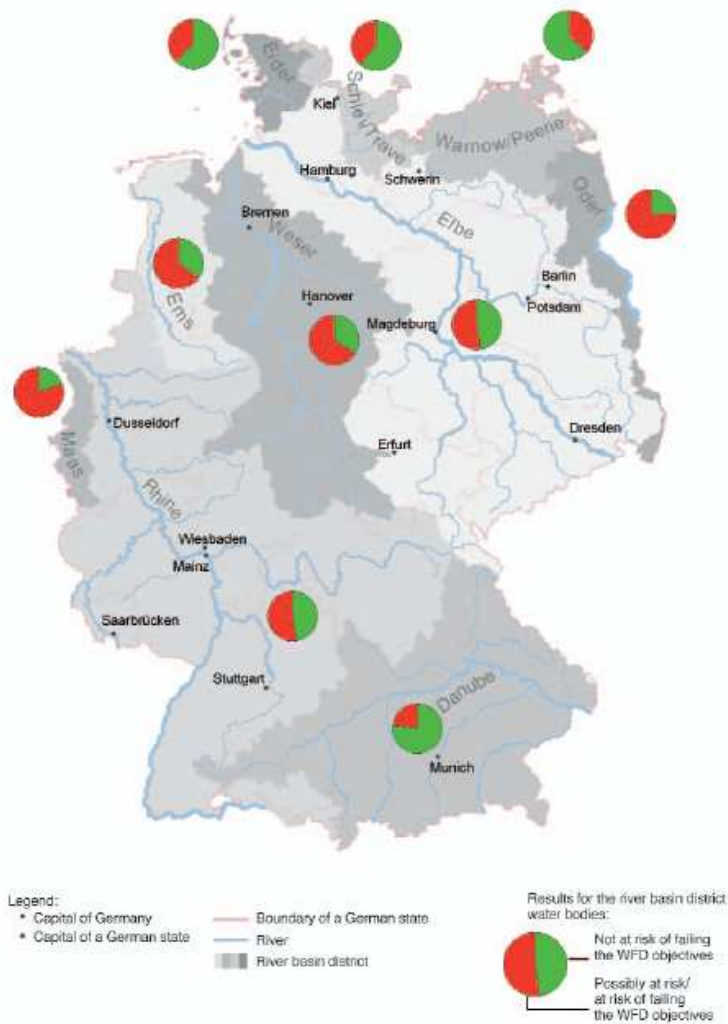 Eider
Kiel
Schlei/Trave
Warnow/Peene
Hamburg
Schwerin
Oder
Bremen
Weser
Elbe
Ems
Hanover
Berlin
Potsdam
Magdeburg
Dusseldorf
Maas
Erfurt
Dresden
Rhine
Wiesbaden
Mainz
Saarbrücken
Stuttgart
Danube
Munich
Legend:
Capital of Germany
Capital of a German state
Boundary of a German state
River
River basin district
Results for the river basin district
water bodies:
Not at risk of failing
the WFD objectives
Possibly at risk/
at risk of failing
the WFD objectives